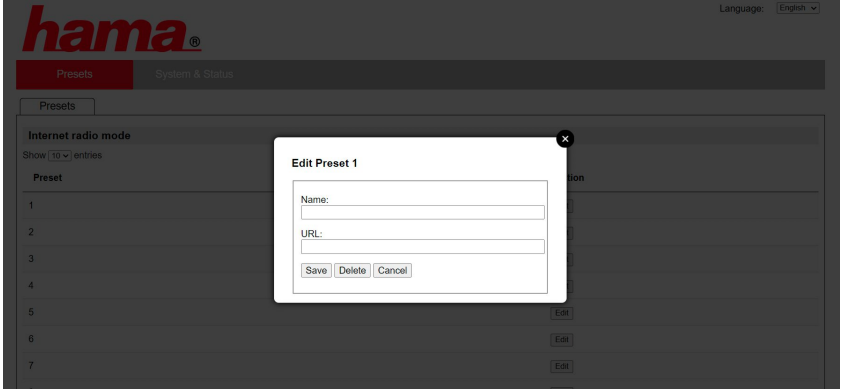 Language: English
hama®
Presets System & Status
Presets
Internet radio mode
Show 10 entries
Preset tion
1
2
3
4
5 Edit
6 Edit
7 Edit
Edit Preset 1
Name:
URL:
Save Delete Cancel